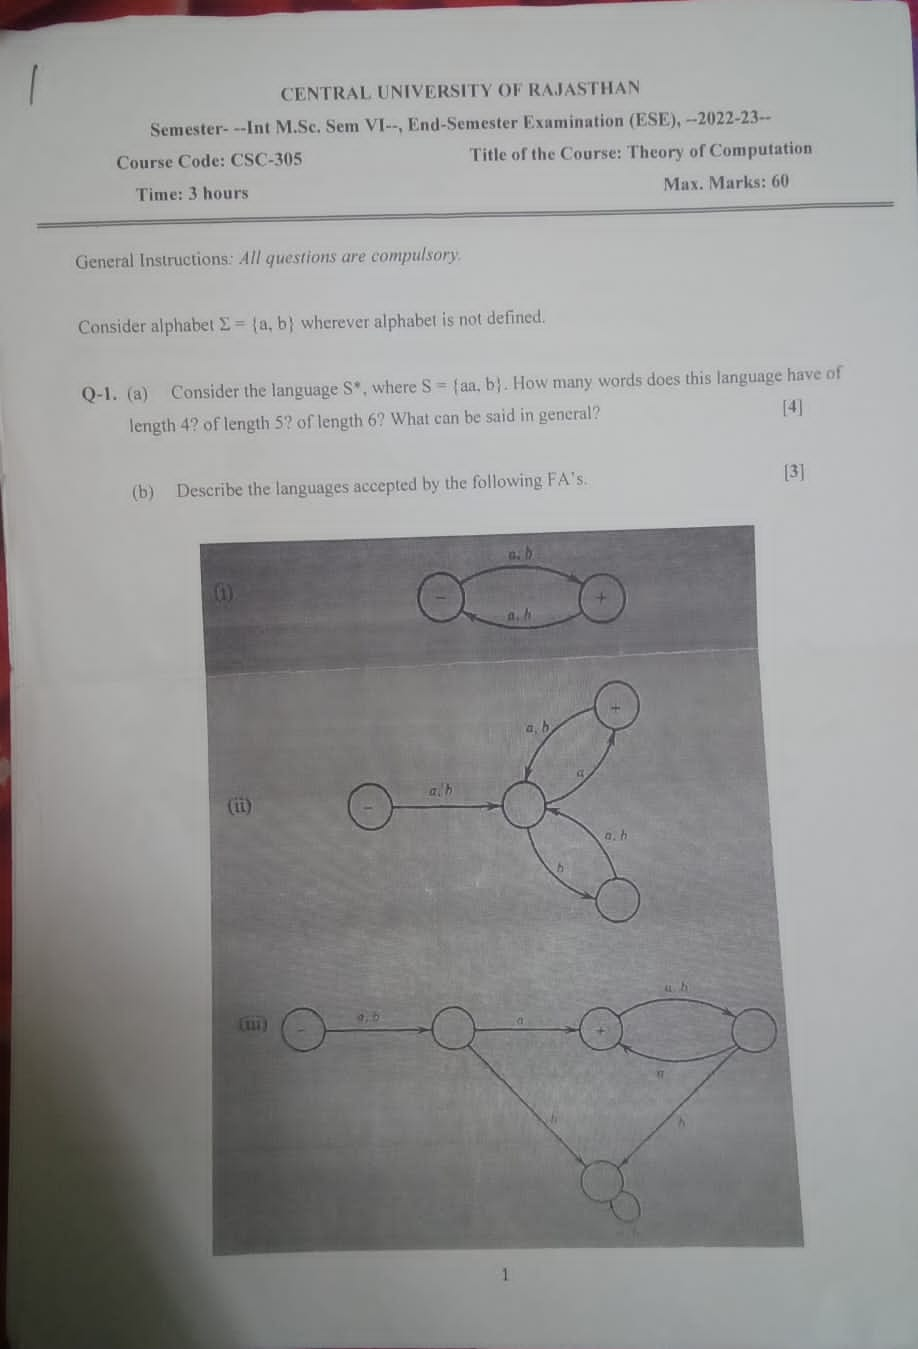 CENTRAL UNIVERSITY OF RAJASTHAN
Semester- --Int M.Sc. Sem VI--, End-Semester Examination (ESE), --2022-23--
Course Code: CSC-305 Title of the Course: Theory of Computation
Time: 3 hours Max. Marks: 60
General Instructions: All questions are compulsory.
Consider alphabet Σ = {a, b} wherever alphabet is not defined.
Q-1. (a) Consider the language S*, where S = {aa, b}. How many words does this language have of
length 4? of length 5? of length 6? What can be said in general? [4]
(b) Describe the languages accepted by the following FA's. [3]
(i)
a, b
- +
a, b
(ii)
+
a, b
a
a, b
-
a, b
b
(iii)
a, b
- a, b a +
a
b b
1